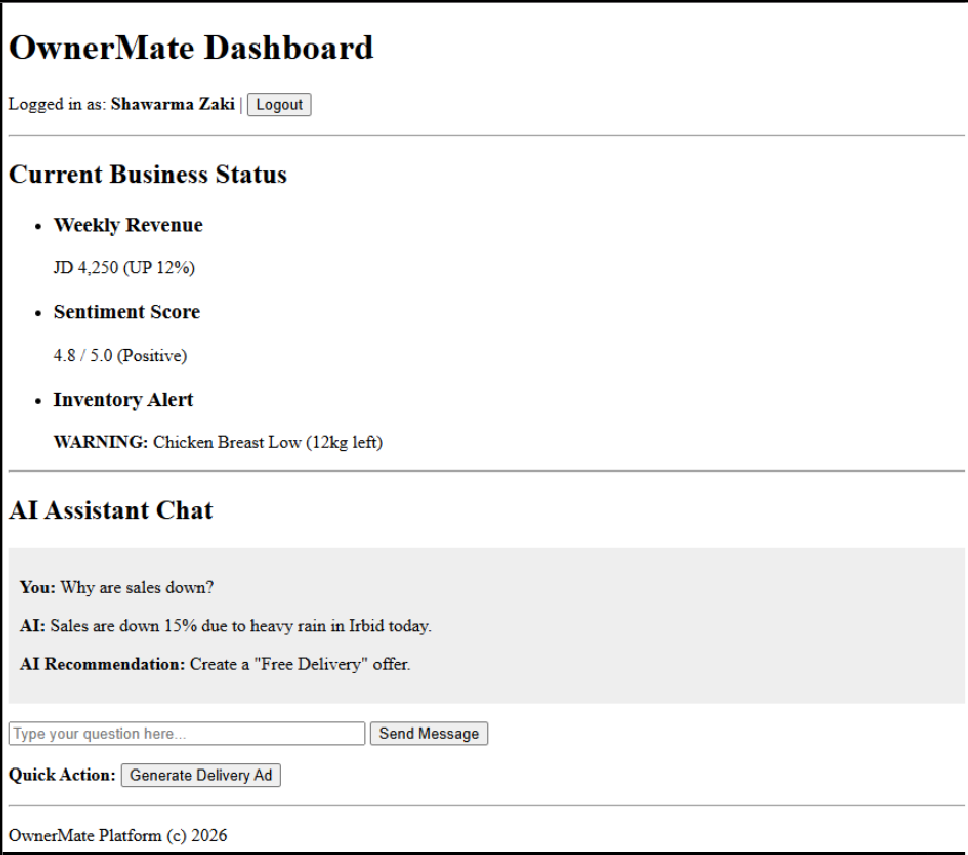 OwnerMate Dashboard
Logged in as: Shawarma Zaki | Logout
Current Business Status
• Weekly Revenue
JD 4,250 (UP 12%)
• Sentiment Score
4.8 / 5.0 (Positive)
• Inventory Alert
WARNING: Chicken Breast Low (12kg left)
AI Assistant Chat
You: Why are sales down?
AI: Sales are down 15% due to heavy rain in Irbid today.
AI Recommendation: Create a "Free Delivery" offer.
Type your question here... Send Message
Quick Action: Generate Delivery Ad
OwnerMate Platform (c) 2026